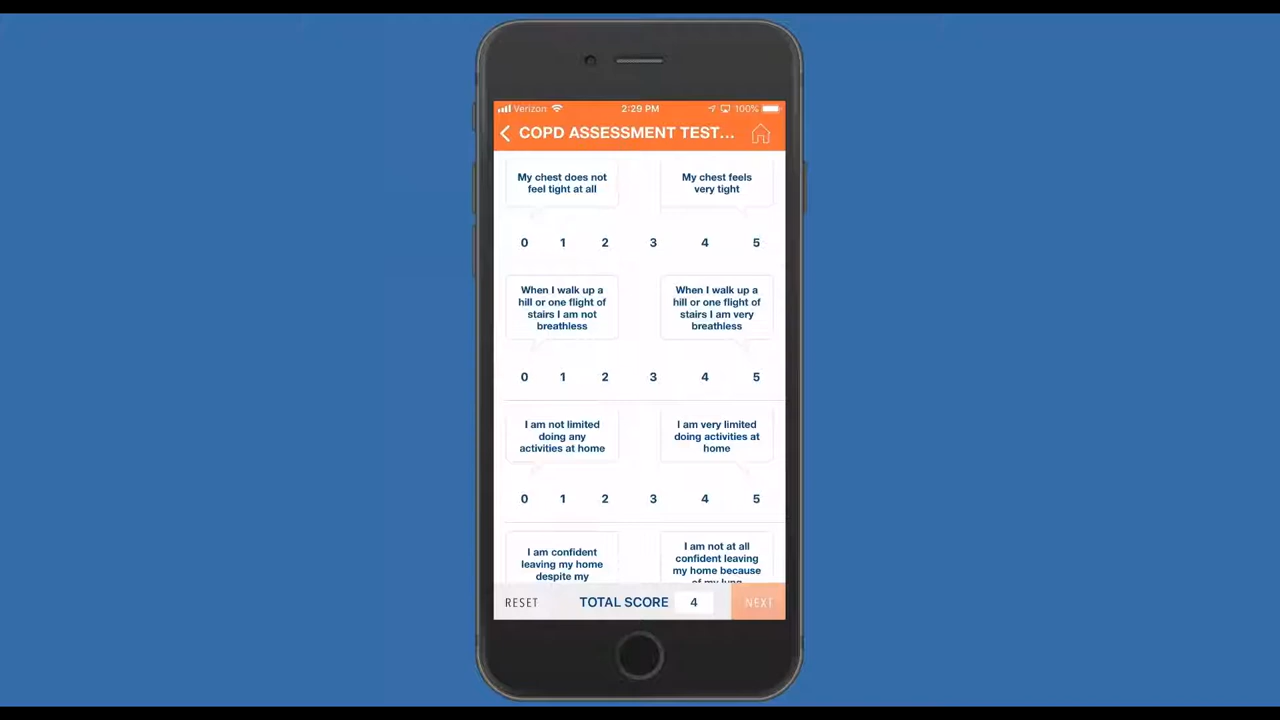 Verizon 2:29 PM 100%
COPD ASSESSMENT TEST...
My chest does not
feel tight at all
My chest feels
very tight
0 1 2 3 4 5
When I walk up a
hill or one flight of
stairs I am not
breathless
When I walk up a
hill or one flight of
stairs I am very
breathless
0 1 2 3 4 5
I am not limited
doing any
activities at home
I am very limited
doing activities at
home
0 1 2 3 4 5
I am confident
leaving my home
despite my
I am not at all
confident leaving
my home because
of my lung
RESET TOTAL SCORE 4 NEXT